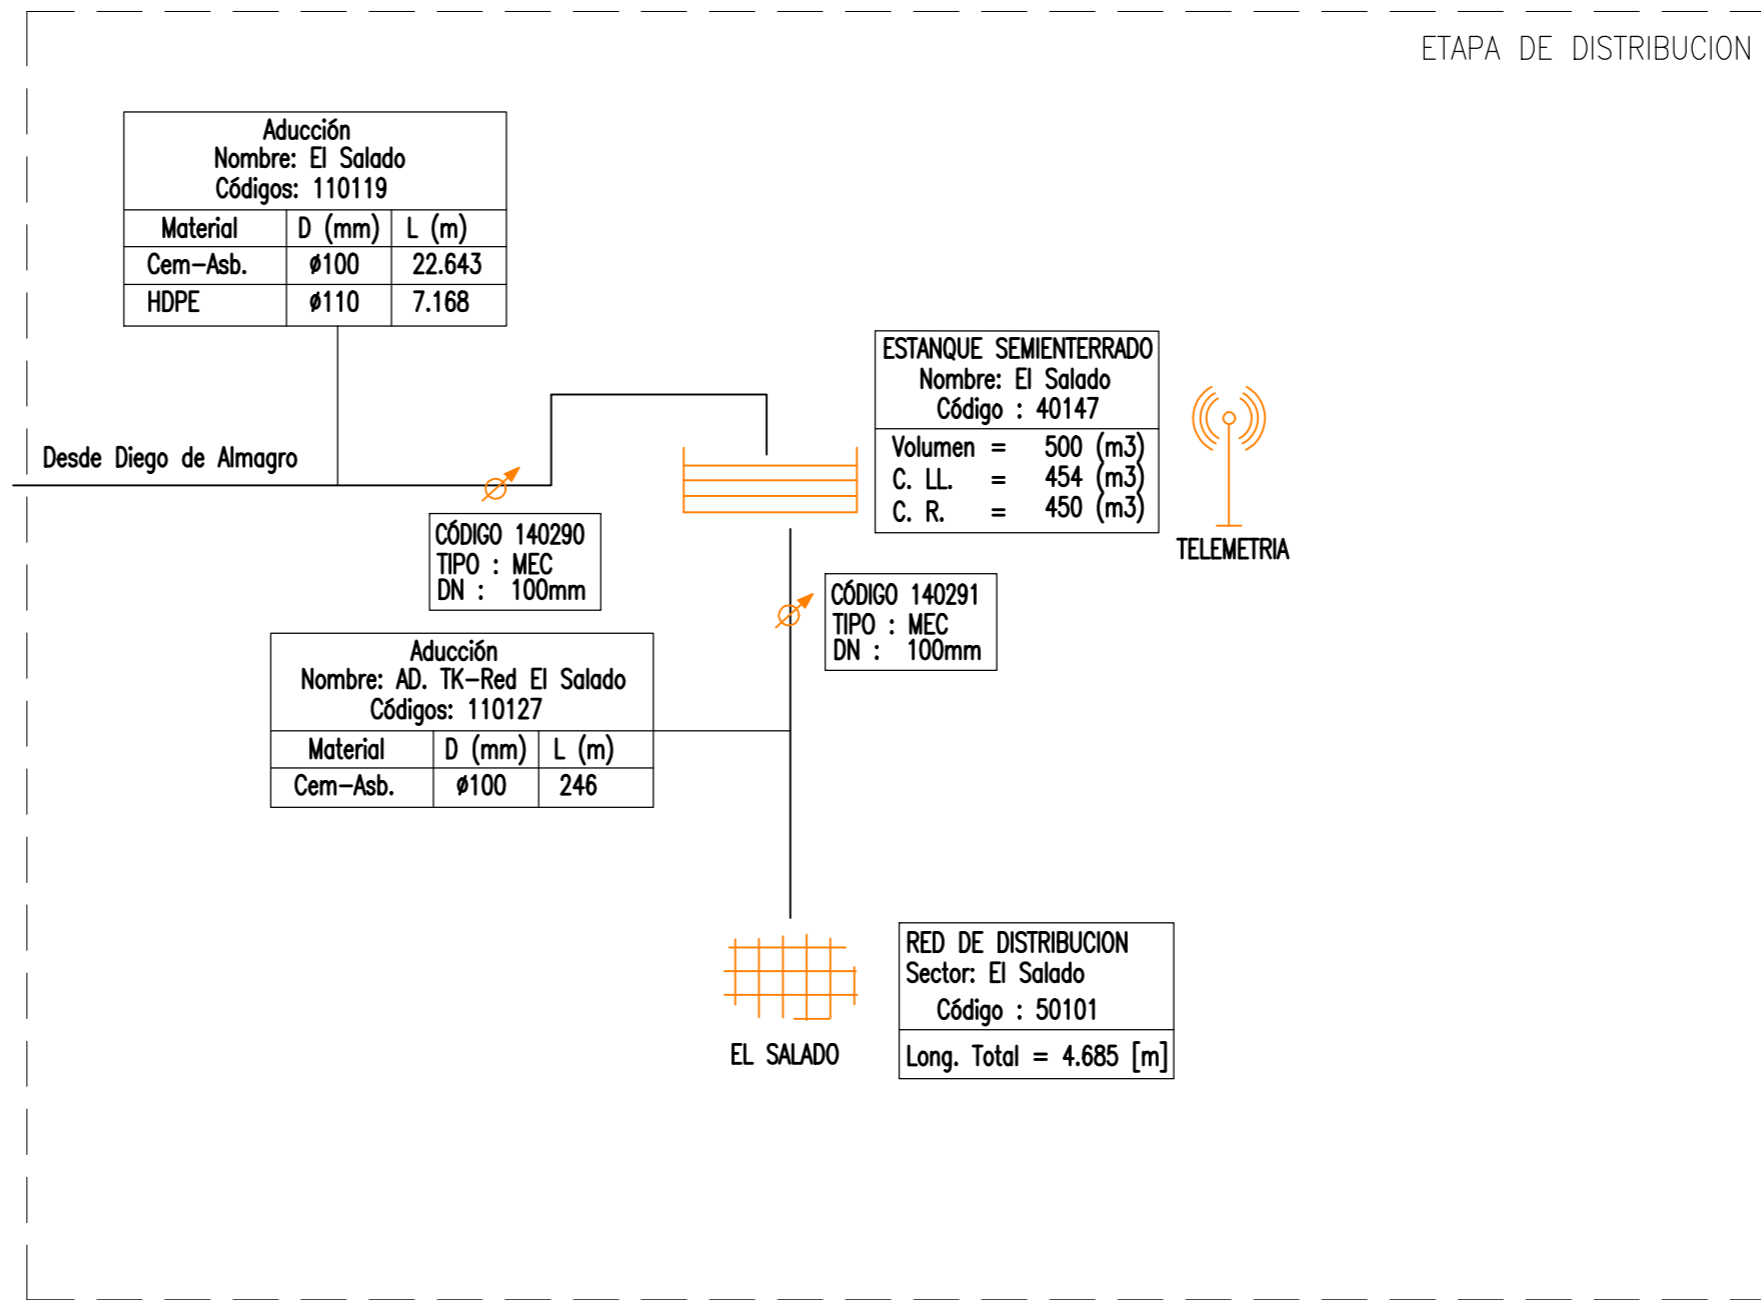 ETAPA DE DISTRIBUCION
Aducción
Nombre: El Salado
Códigos: 110119
Material D (mm) L (m)
Cem-Asb. ø100 22.643
HDPE ø110 7.168
Desde Diego de Almagro
ESTANQUE SEMIENTERRADO
Nombre: El Salado
Código : 40147
Volumen = 500 (m3)
C. LL. = 454 (m3)
C. R. = 450 (m3)
TELEMETRIA
CÓDIGO 140290
TIPO : MEC
DN : 100mm
CÓDIGO 140291
TIPO : MEC
DN : 100mm
Aducción
Nombre: AD. TK-Red El Salado
Códigos: 110127
Material D (mm) L (m)
Cem-Asb. ø100 246
RED DE DISTRIBUCION
Sector: El Salado
Código : 50101
Long. Total = 4.685 [m]
EL SALADO